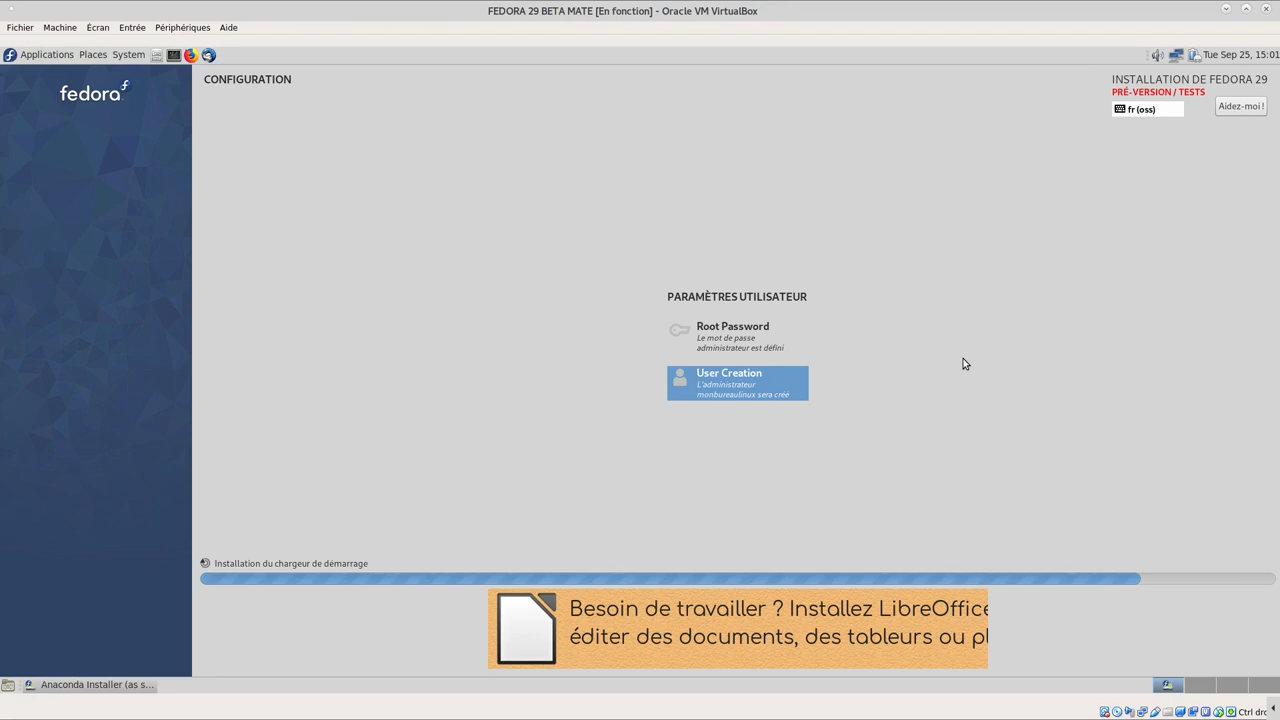 FEDORA 29 BETA MATE [En fonction] - Oracle VM VirtualBox
Fichier Machine Écran Entrée Périphériques Aide
Applications Places System Tue Sep 25, 15:01
fedora
CONFIGURATION
INSTALLATION DE FEDORA 29
PRÉ-VERSION / TESTS
fr (oss)
Aidez-moi !
PARAMÈTRES UTILISATEUR
Root Password
Le mot de passe
administrateur est défini
User Creation
L'administrateur
monbureaulinux sera créé
Installation du chargeur de démarrage
Besoin de travailler ? Installez LibreOffice
éditer des documents, des tableurs ou pl
Anaconda Installer (as s...
Ctrl drc